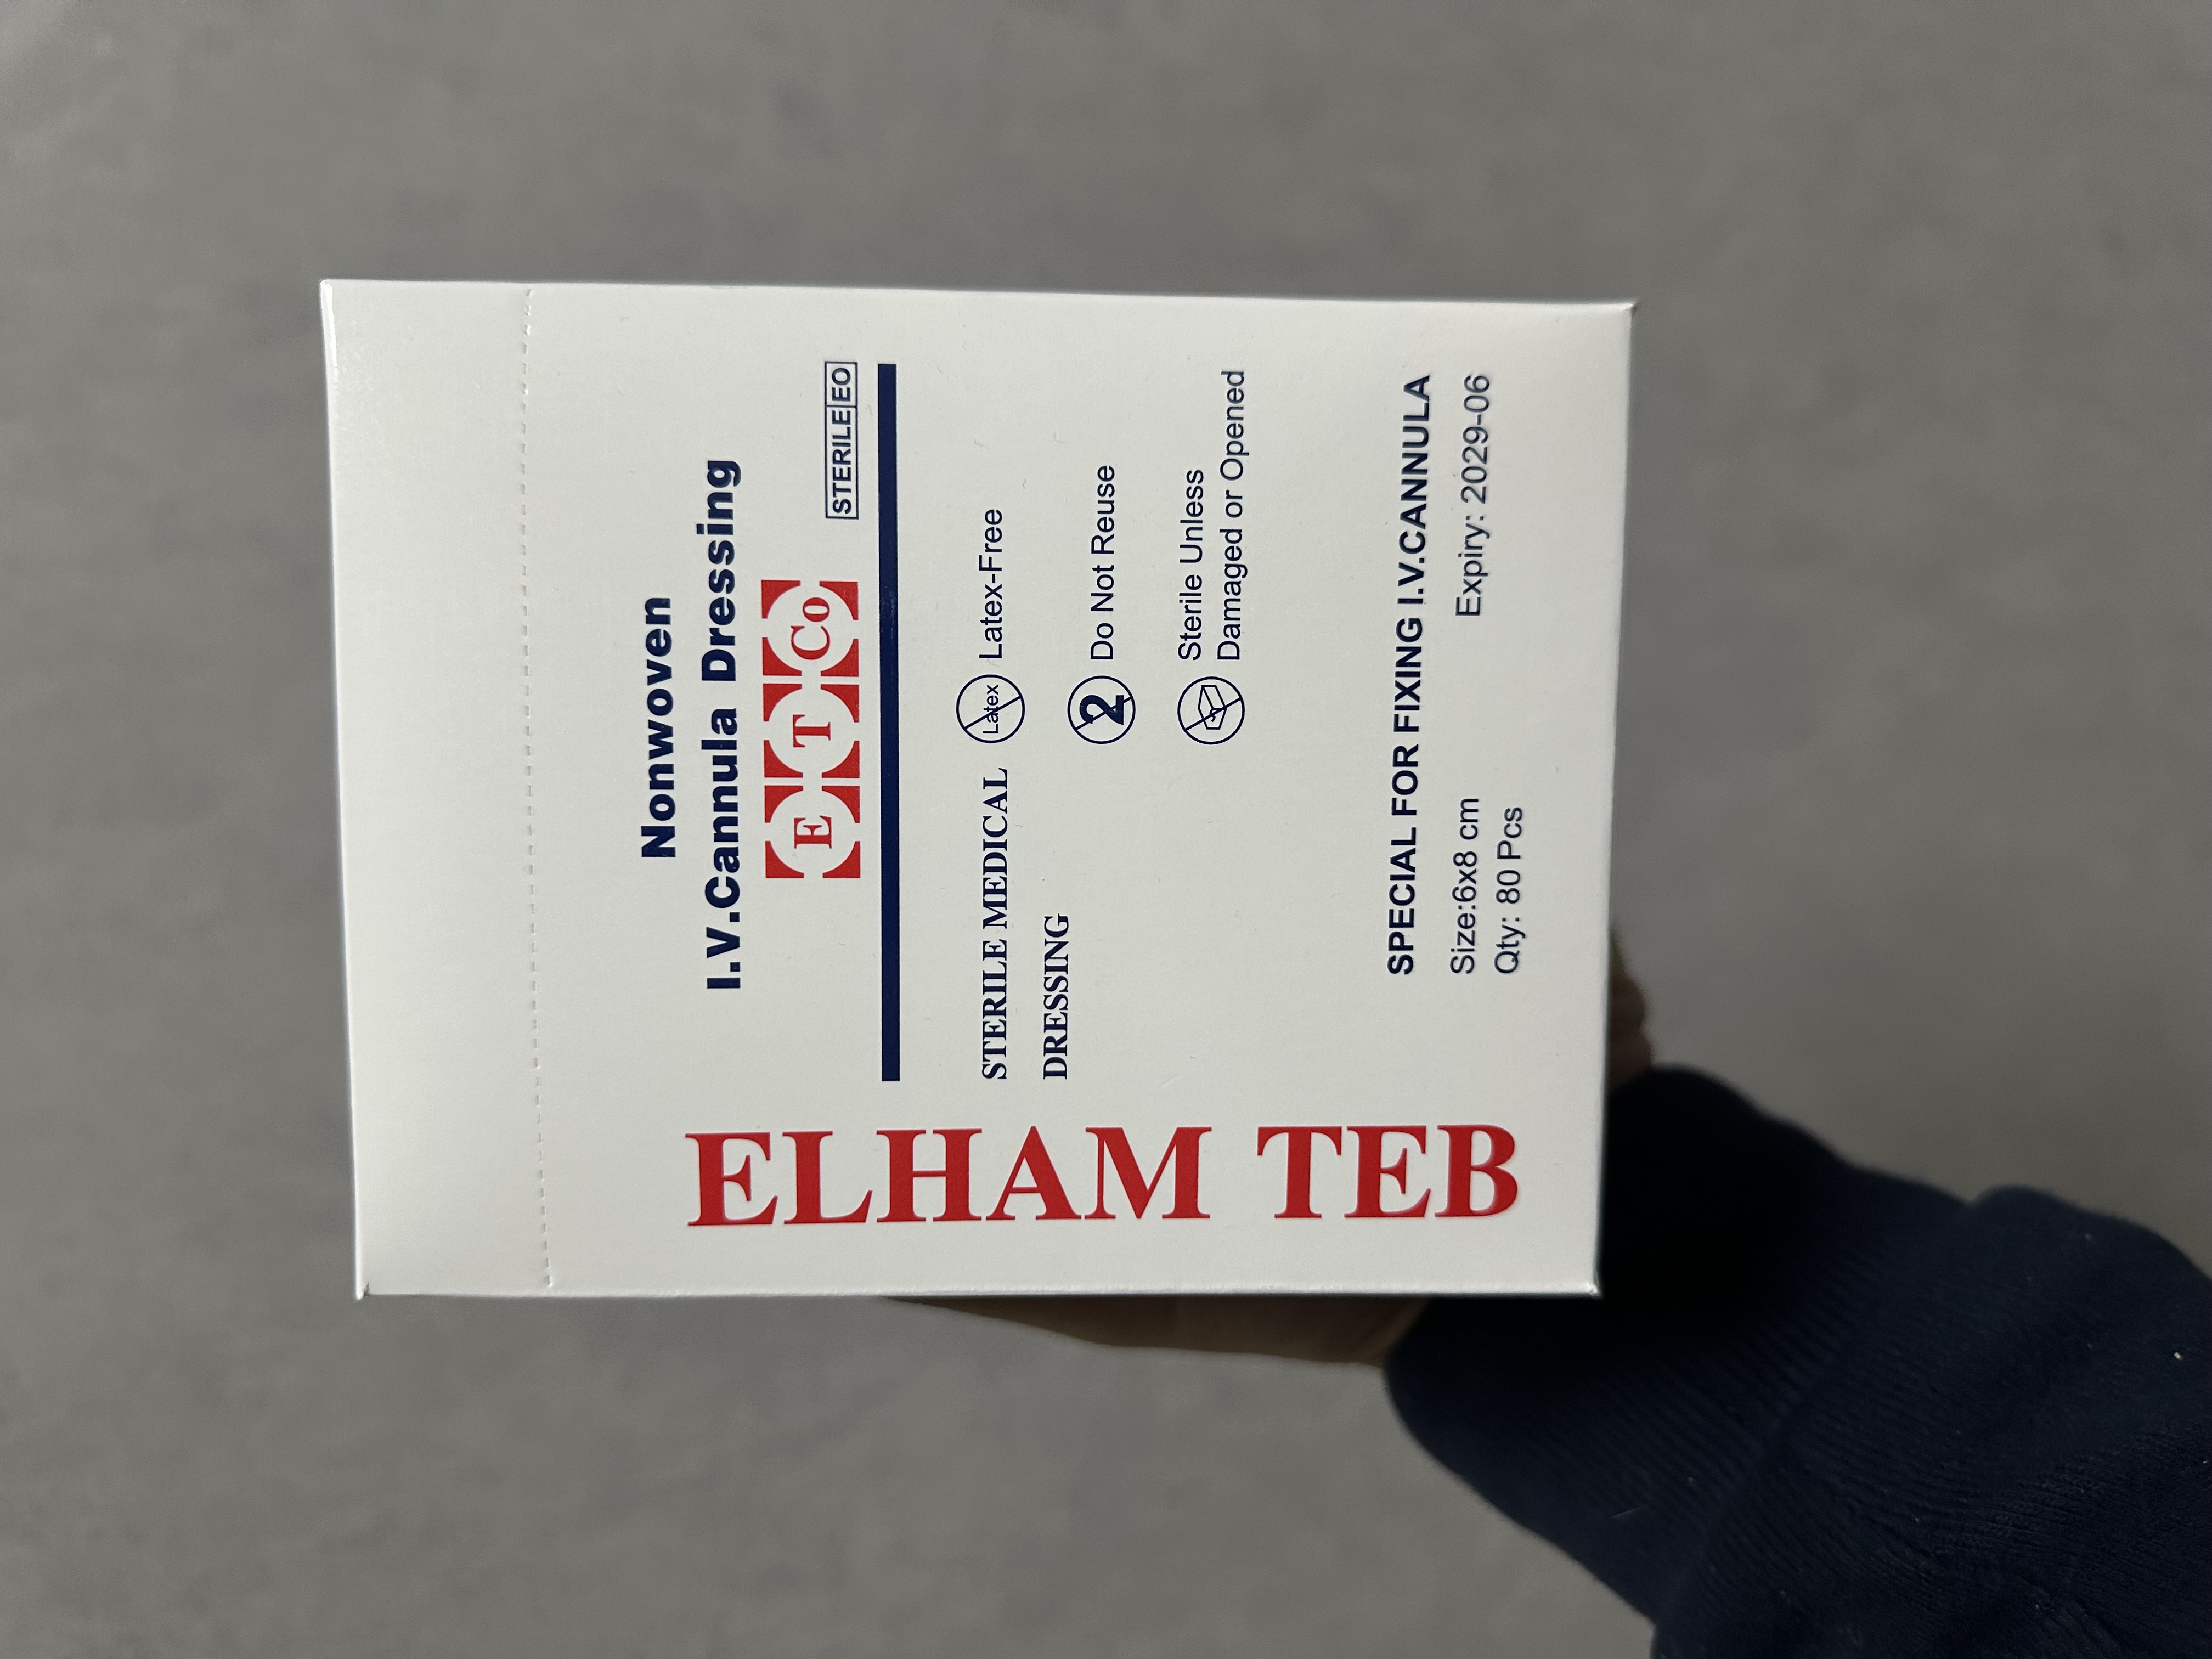 Nonwoven
I.V.Cannula Dressing
E T Co
STERILE EO
STERILE MEDICAL
DRESSING
Latex Latex-Free
2 Do Not Reuse
Sterile Unless
Damaged or Opened
SPECIAL FOR FIXING I.V.CANNULA
Size:6x8 cm Expiry: 2029-06
Qty: 80 Pcs
ELHAM TEB